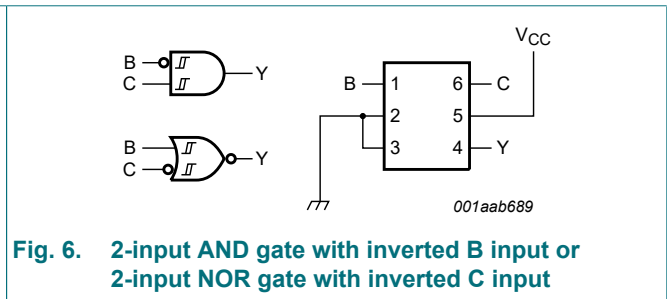 B
C
Y
B
C
Y
VCC
B 1 6 C
2 5
3 4 Y
001aab689
Fig. 6. 2-input AND gate with inverted B input or
2-input NOR gate with inverted C input